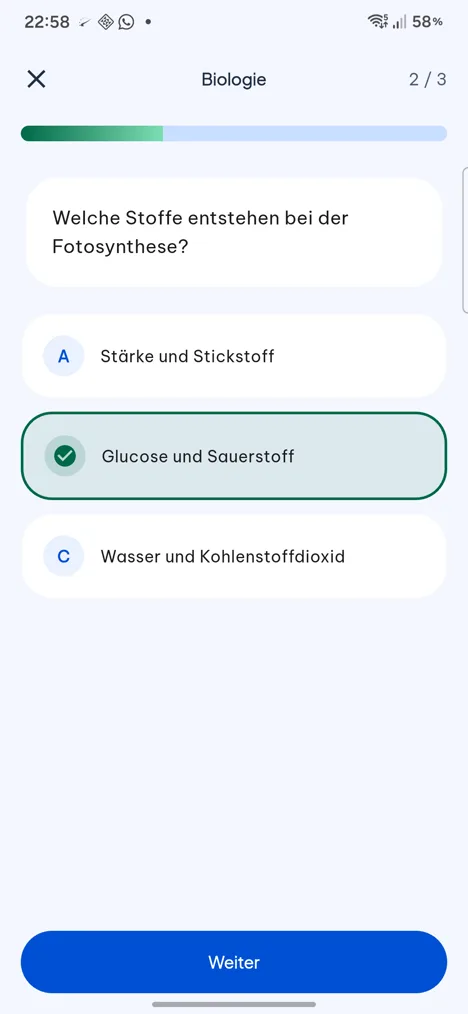 22:58 58%
Biologie 2 / 3
Welche Stoffe entstehen bei der
Fotosynthese?
A Stärke und Stickstoff
Glucose und Sauerstoff
C Wasser und Kohlenstoffdioxid
Weiter